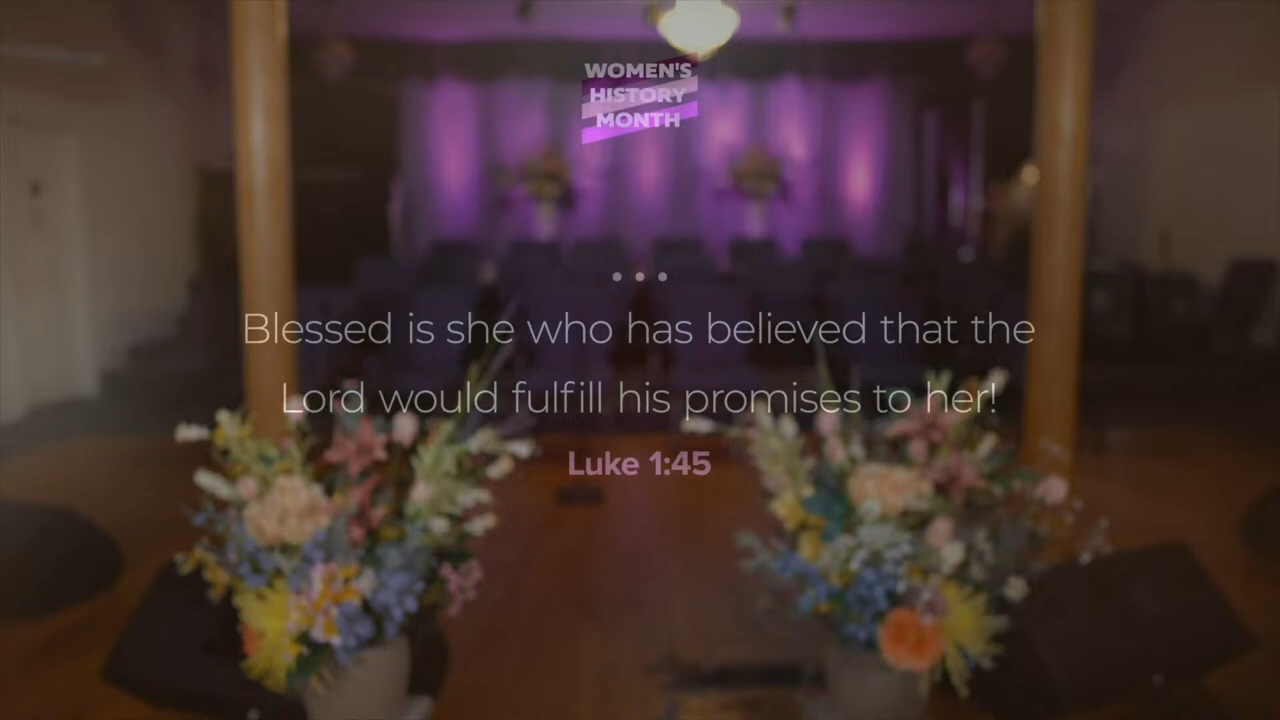 WOMEN'S
HISTORY
MONTH
Blessed is she who has believed that the
Lord would fulfill his promises to her!
Luke 1:45